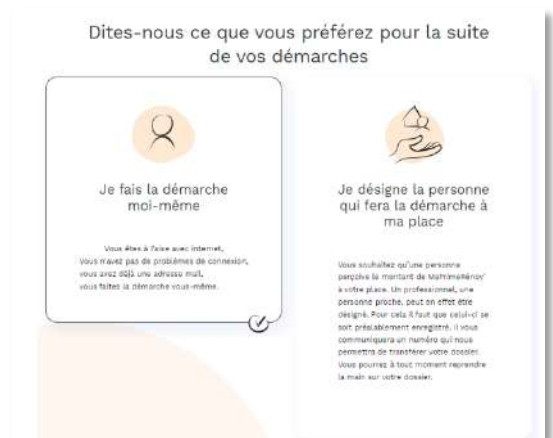 Dites-nous ce que vous préférez pour la suite
de vos démarches
Je fais la démarche
moi-même
Vous êtes à l'aise avec internet,
vous n'avez pas de problèmes de connexion,
vous avez déjà une adresse mail,
vous faites la démarche vous-même.
Je désigne la personne
qui fera la démarche à
ma place
Vous souhaitez qu'une personne
perçoive le montant de MaPrimeRénov'
à votre place. Un professionnel, une
personne proche, peut en effet être
désigné. Pour cela il faut que celui-ci se
soit préalablement enregistré, il vous
communiquera un numéro qui nous
permettra de transférer votre dossier.
Vous pourrez à tout moment reprendre
la main sur votre dossier.